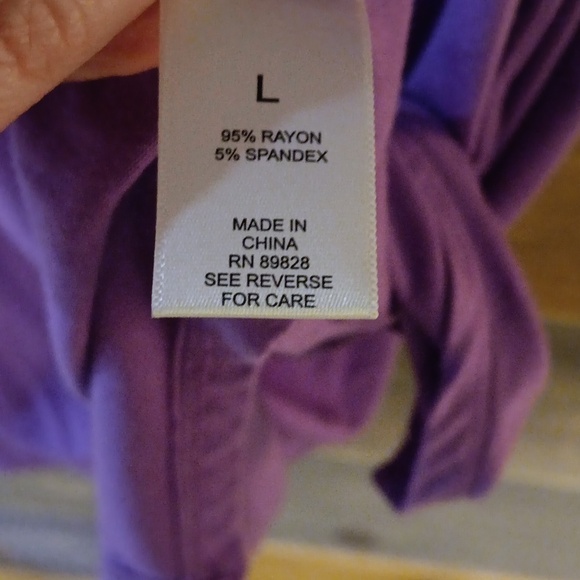 L
95% RAYON
5% SPANDEX
MADE IN
CHINA
RN 89828
SEE REVERSE
FOR CARE